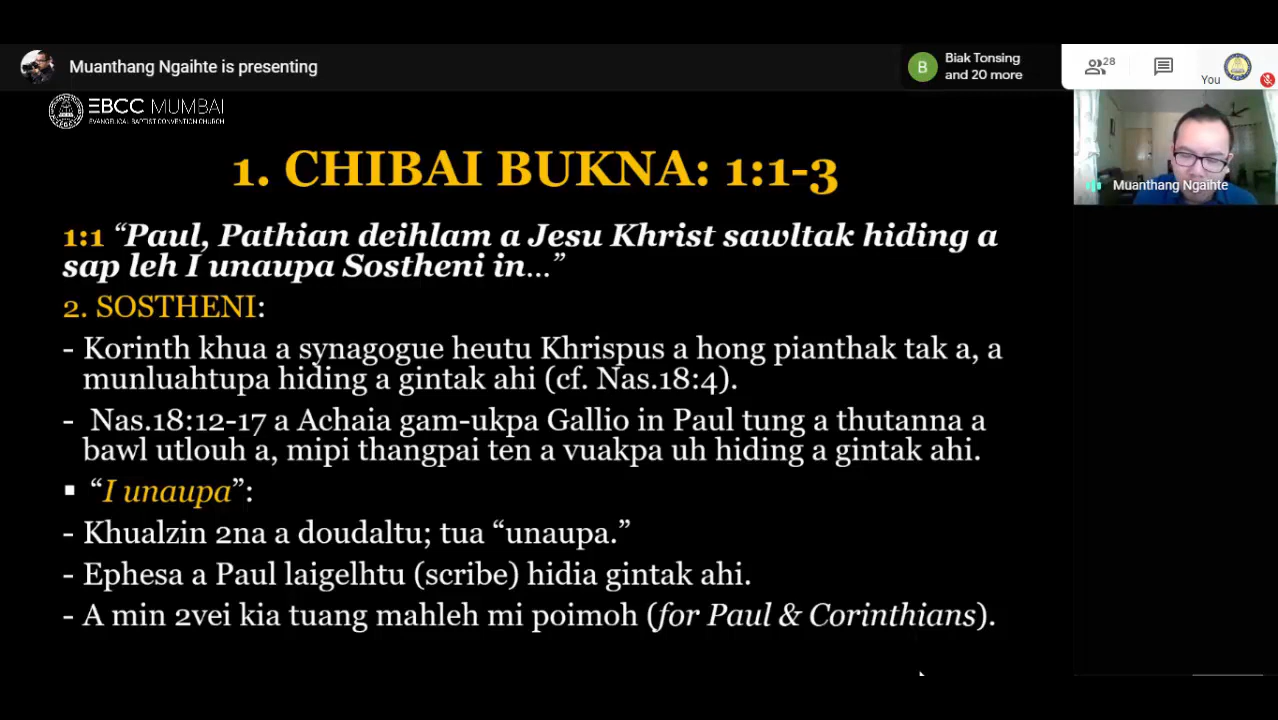 Muanthang Ngaihte is presenting
B
Biak Tonsing
and 20 more
28
You
EBCC MUMBAI
EVANGELICAL BAPTIST CONVENTION CHURCH
Muanthang Ngaihte
1. CHIBAI BUKNA: 1:1-3
1:1 “Paul, Pathian deihlam a Jesu Khrist sawltak hiding a
sap leh I unaupa Sostheni in...”
2. SOSTHENI:
- Korinth khua a synagogue heutu Khrispus a hong pianthak tak a, a
munluahtupa hiding a gintak ahi (cf. Nas.18:4).
- Nas.18:12-17 a Achaia gam-ukpa Gallio in Paul tung a thutanna a
bawl utlouh a, mipi thangpai ten a vuakpa uh hiding a gintak ahi.
▪ “I unaupa”:
- Khualzin 2na a doudaltu; tua “unaupa.”
- Ephesa a Paul laigelhtu (scribe) hidia gintak ahi.
- A min 2vei kia tuang mahleh mi poimoh (for Paul & Corinthians).